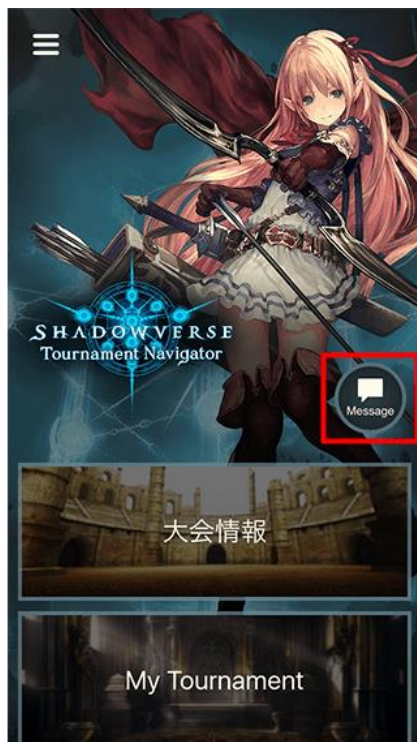 SHADOWVERSE
Tournament Navigator
Message
大会情報
My Tournament